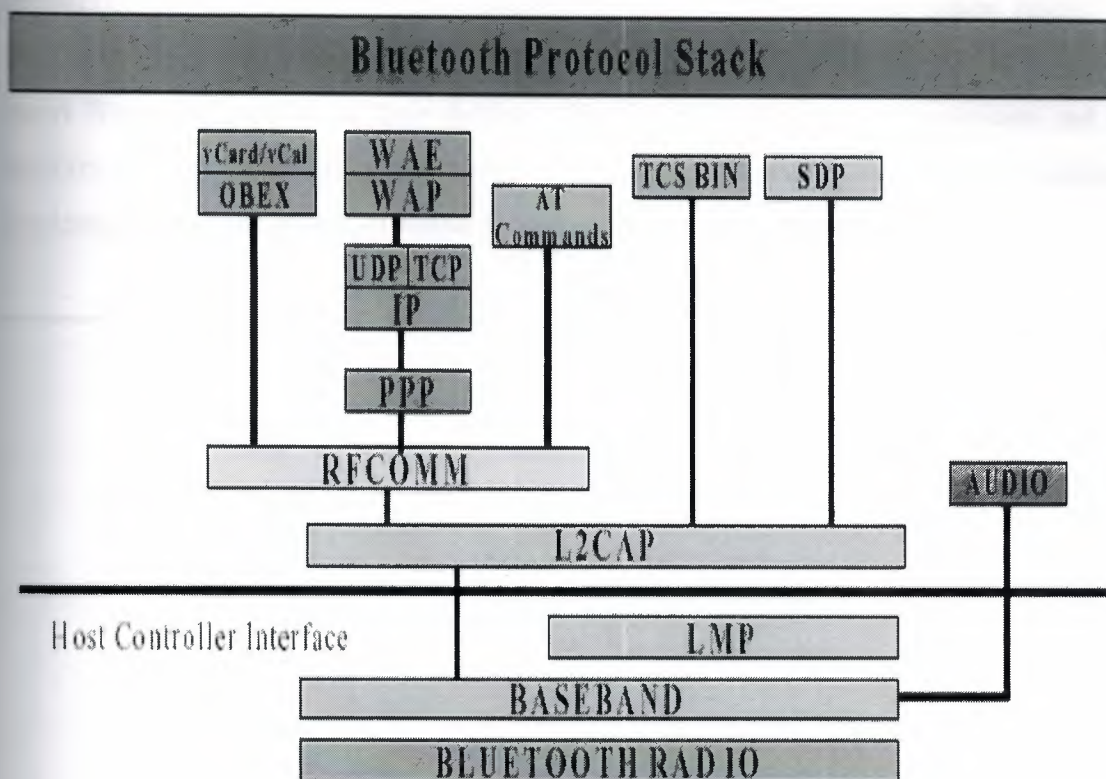 Bluetooth Protocol Stack
vCard/vCal
OBEX
WAE
WAP
UDP TCP
IP
PPP
AT
Commands
TCS BIN
SDP
RFCOMM
AUDIO
L2CAP
Host Controller Interface
LMP
BASEBAND
BLUETOOTH RADIO